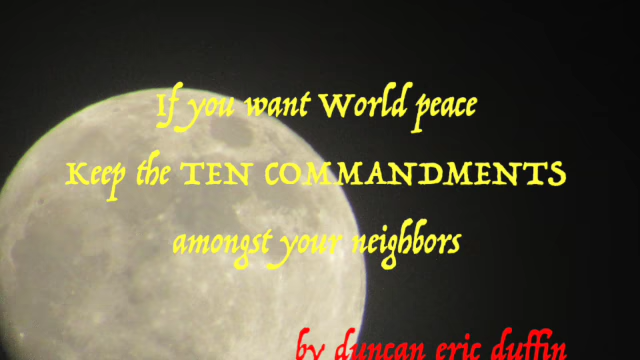 If you want World peace
Keep the TEN COMMANDMENTS
amongst your neighbors
by duncan eric duffin